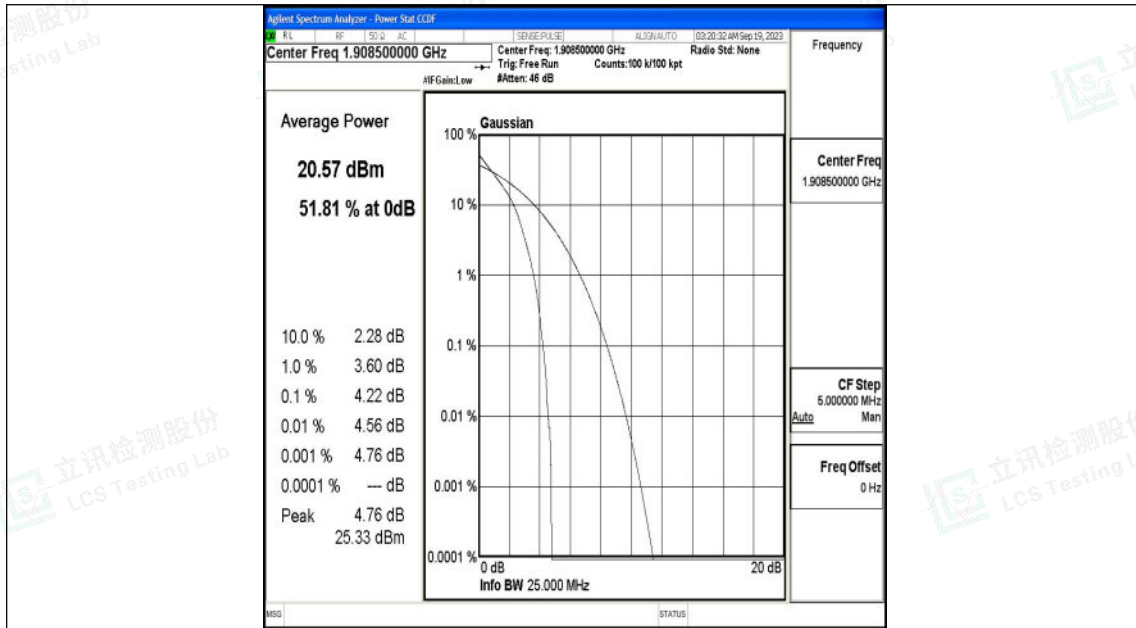 Agilent Spectrum Analyzer - Power Stat CCDF
RL RF 50 Ω AC SENSE:PULSE ALIGNAUTO 03:20:32 AM Sep 19, 2023
Center Freq 1.908500000 GHz
Center Freq: 1.908500000 GHz Radio Std: None
Trig: Free Run Counts:100 k/100 kpt
#IFGain:Low #Atten: 46 dB
Frequency
Average Power
20.57 dBm
51.81 % at 0dB
10.0 % 2.28 dB
1.0 % 3.60 dB
0.1 % 4.22 dB
0.01 % 4.56 dB
0.001 % 4.76 dB
0.0001 % --- dB
Peak 4.76 dB
25.33 dBm
Gaussian
100 %
10 %
1 %
0.1 %
0.01 %
0.001 %
0.0001 %
0 dB 20 dB
Info BW 25.000 MHz
Center Freq
1.908500000 GHz
CF Step
5.000000 MHz
Auto Man
Freq Offset
0 Hz
MSG STATUS
立讯检测股份
LCS Testing Lab
立讯检测股份
LCS Testing L